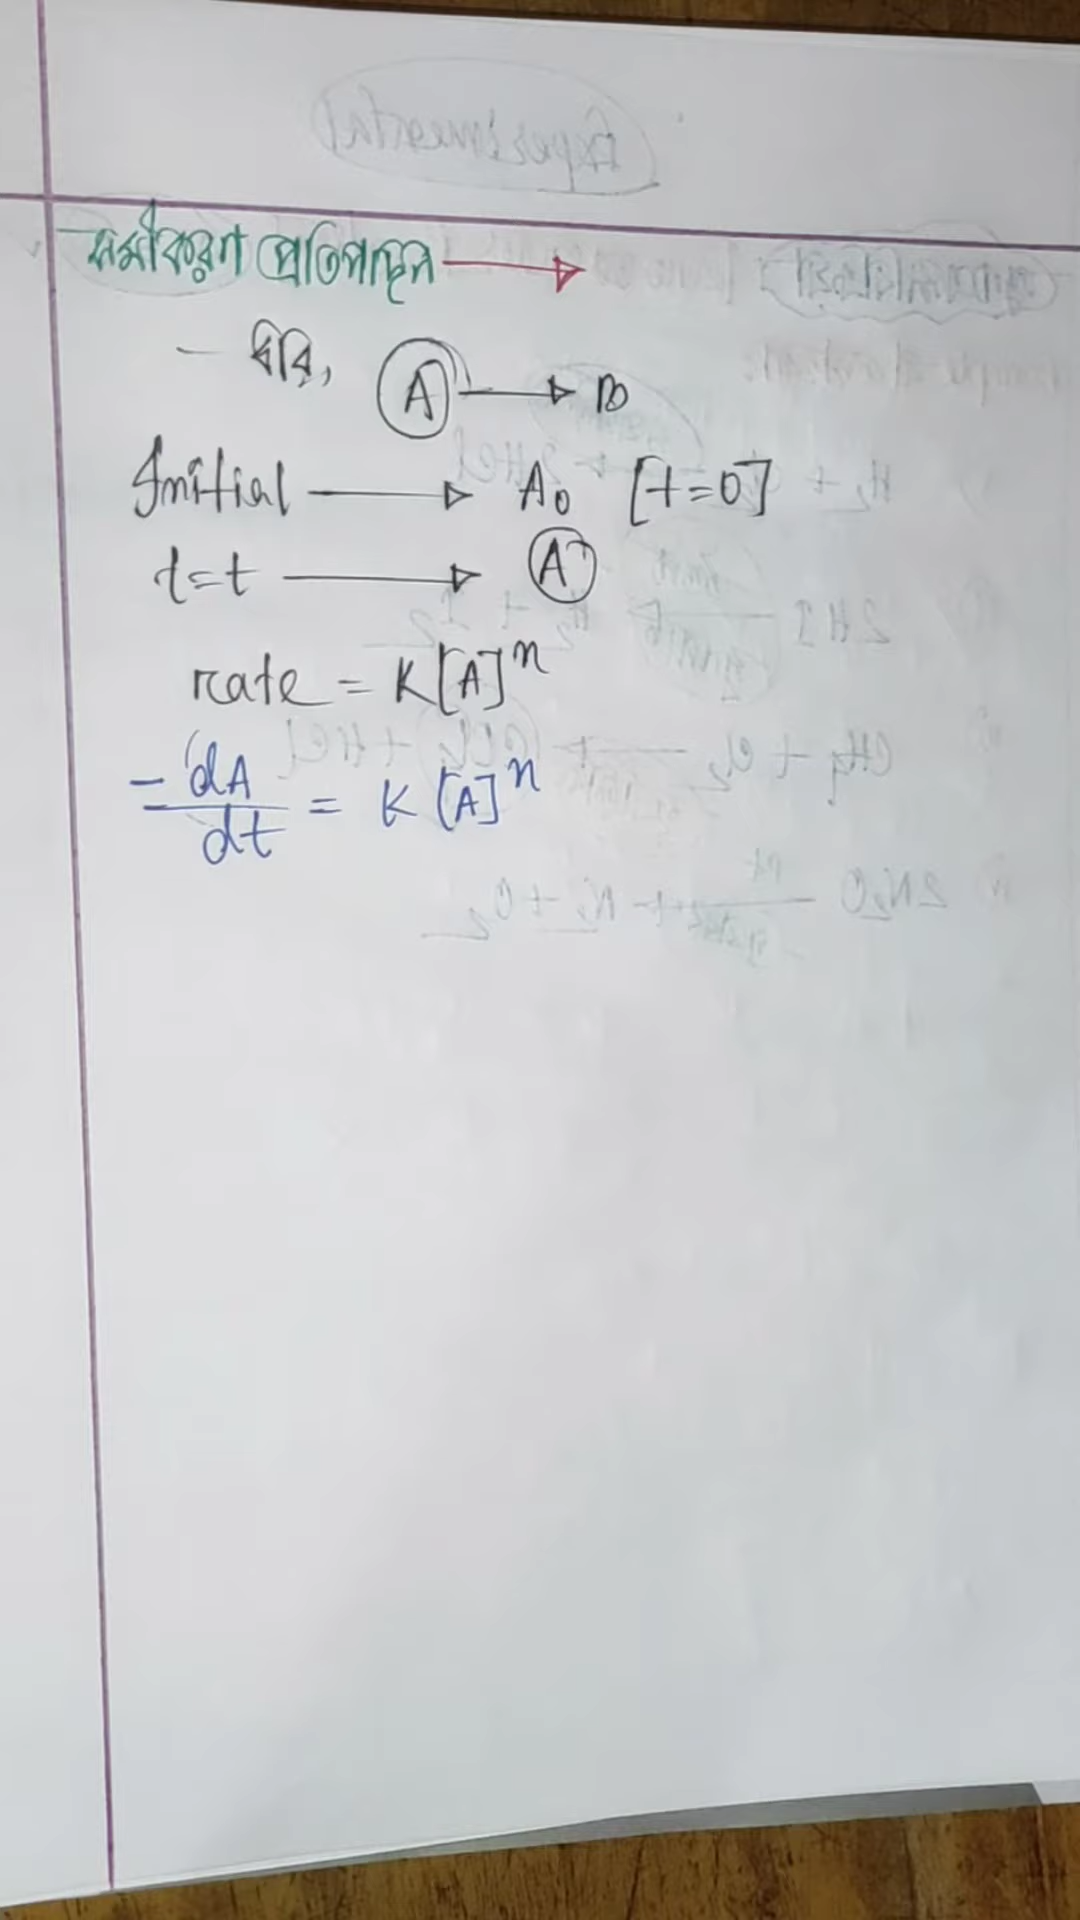 সমীকরণ প্রতিপাদন →
- ধরি, A → B
Initial → A₀ [t=0]
t=t → A
rate = K[A]ⁿ
-dA/dt = K[A]ⁿ